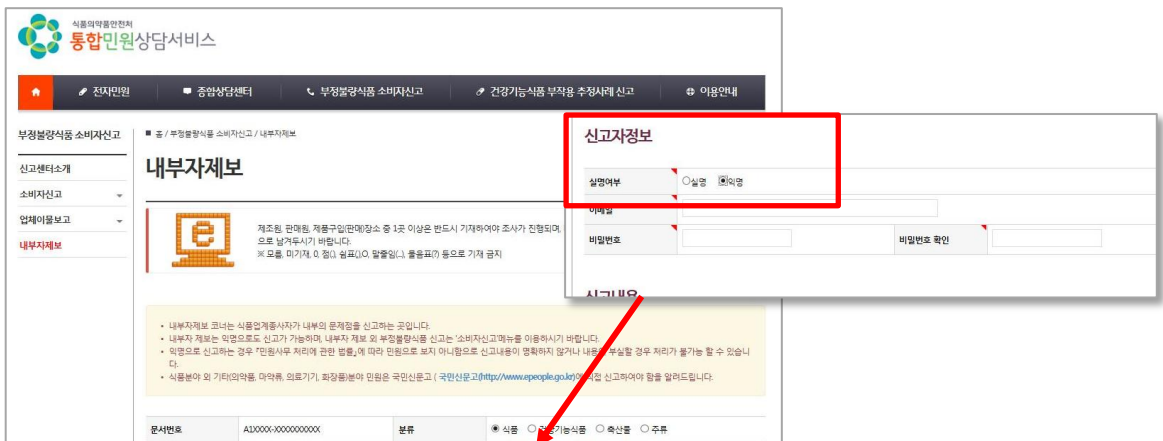 식품의약품안전처
통합민원상담서비스
전자민원
종합상담센터
부정불량식품 소비자신고
건강기능식품 부작용 추정사례 신고
이용안내
부정불량식품 소비자신고
신고센터소개
소비자신고
업체이물보고
내부자제보
홈 / 부정불량식품 소비자신고 / 내부자제보
내부자제보
제조원, 판매원, 제품구입(판매)장소 중 1곳 이상은 반드시 기재하여야 조사가 진행되며,
으로 남겨두시기 바랍니다.
※ 모름, 미기재, 0, 점(.), 쉼표(,)0, 말줄임(...), 물음표(?) 등으로 기재 금지
• 내부자제보 코너는 식품업계종사자가 내부의 문제점을 신고하는 곳입니다.
• 내부자 제보는 익명으로도 신고가 가능하며, 내부자 제보 외 부정불량식품 신고는 '소비자신고'메뉴를 이용하시기 바랍니다.
• 익명으로 신고하는 경우 『민원사무 처리에 관한 법률』에 따라 민원으로 보지 아니함으로 신고내용이 명확하지 않거나 내용이 부실할 경우 처리가 불가능 할 수 있습니
다.
• 식품분야 외 기타(의약품, 마약류, 의료기기, 화장품)분야 민원은 국민신문고 ( 국민신문고(http://www.epeople.go.kr)에 직접 신고하여야 함을 알려드립니다.
문서번호 A1XXXX-XXXXXXXXXX 분류 식품 건강기능식품 축산물 주류
신고자정보
실명여부 실명 익명
이메일
비밀번호 비밀번호 확인
신고내용